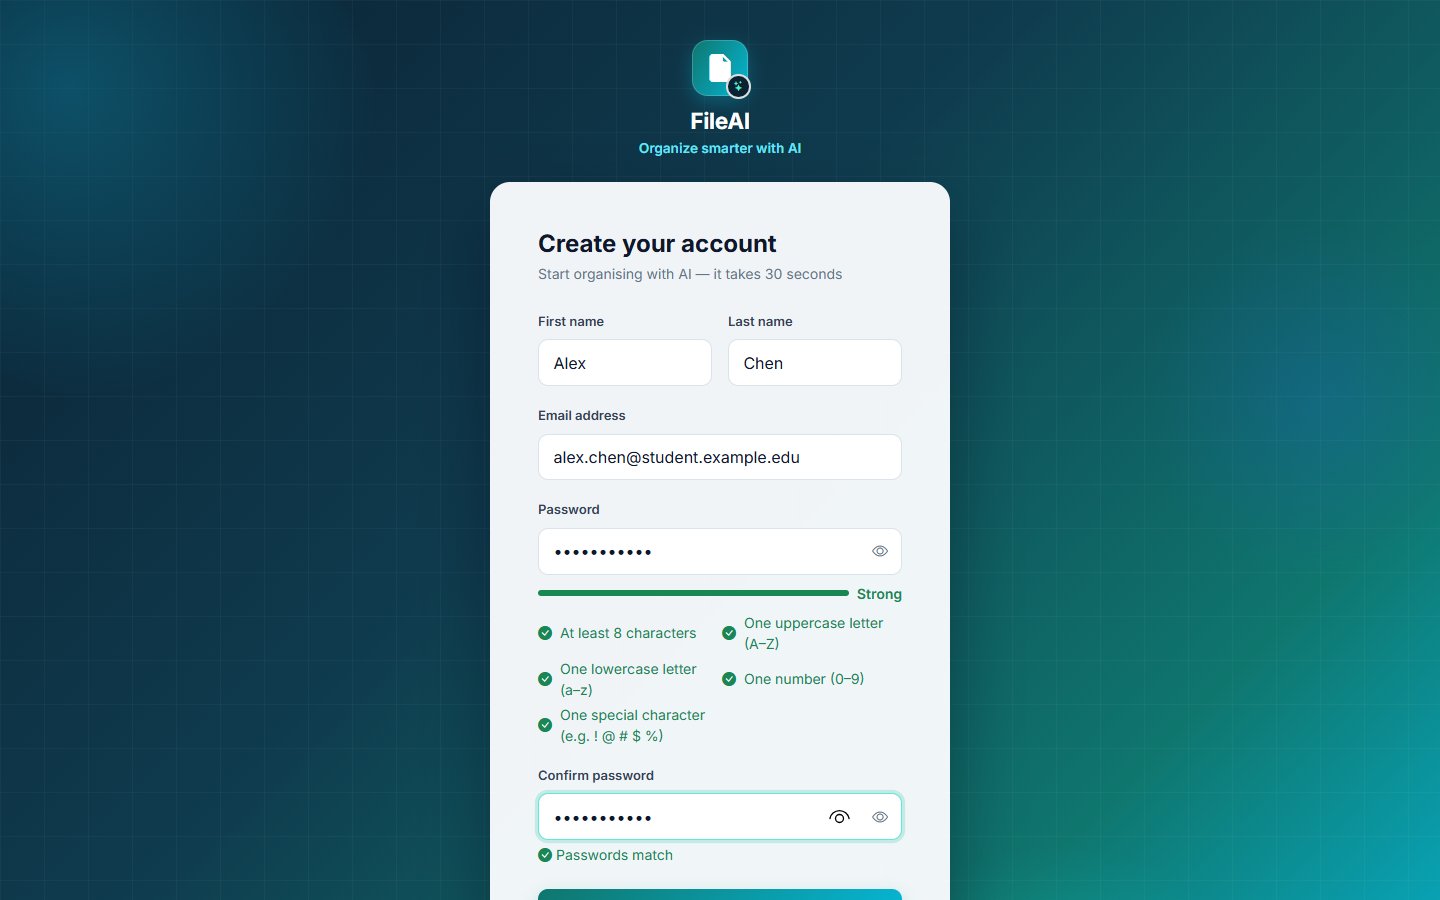 FileAI
Organize smarter with AI
Create your account
Start organising with AI — it takes 30 seconds
First name
Last name
Alex
Chen
Email address
alex.chen@student.example.edu
Password
•••••••••••
Strong
At least 8 characters
One uppercase letter
(A–Z)
One lowercase letter
(a–z)
One number (0–9)
One special character
(e.g. ! @ # $ %)
Confirm password
•••••••••••
Passwords match